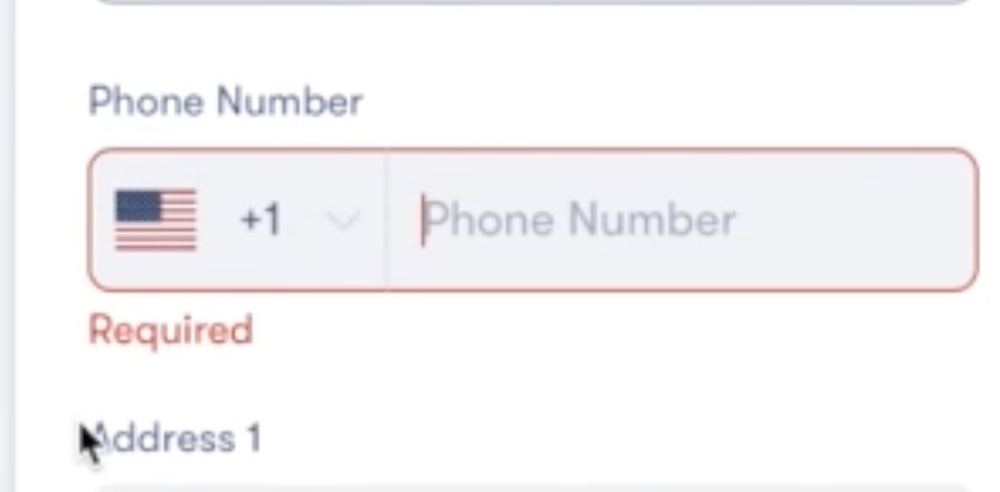 Phone Number
+1 Phone Number
Required
Address 1